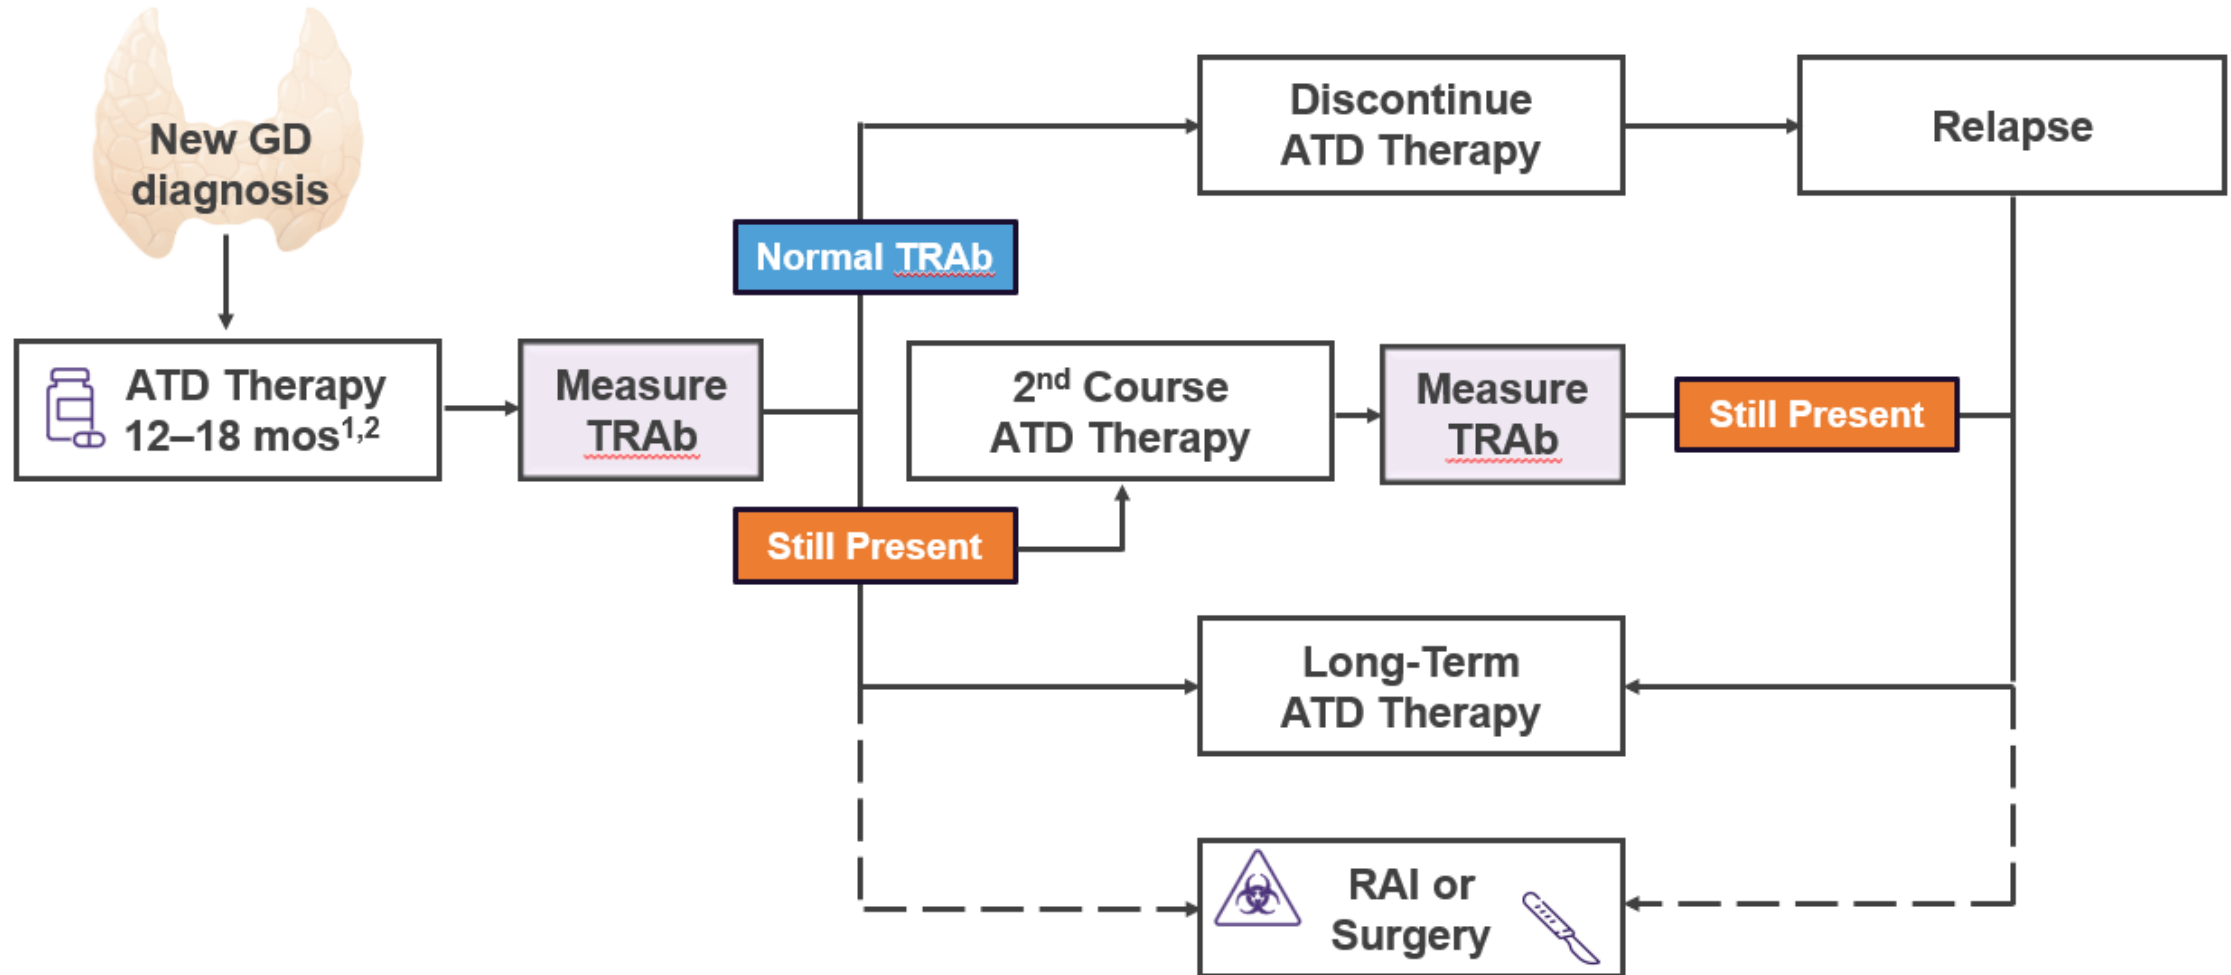 New GD
diagnosis
ATD Therapy
12–18 mos1,2
Measure
TRAb
Normal TRAb
Still Present
Discontinue
ATD Therapy
Relapse
2nd Course
ATD Therapy
Measure
TRAb
Still Present
Long-Term
ATD Therapy
RAI or
Surgery